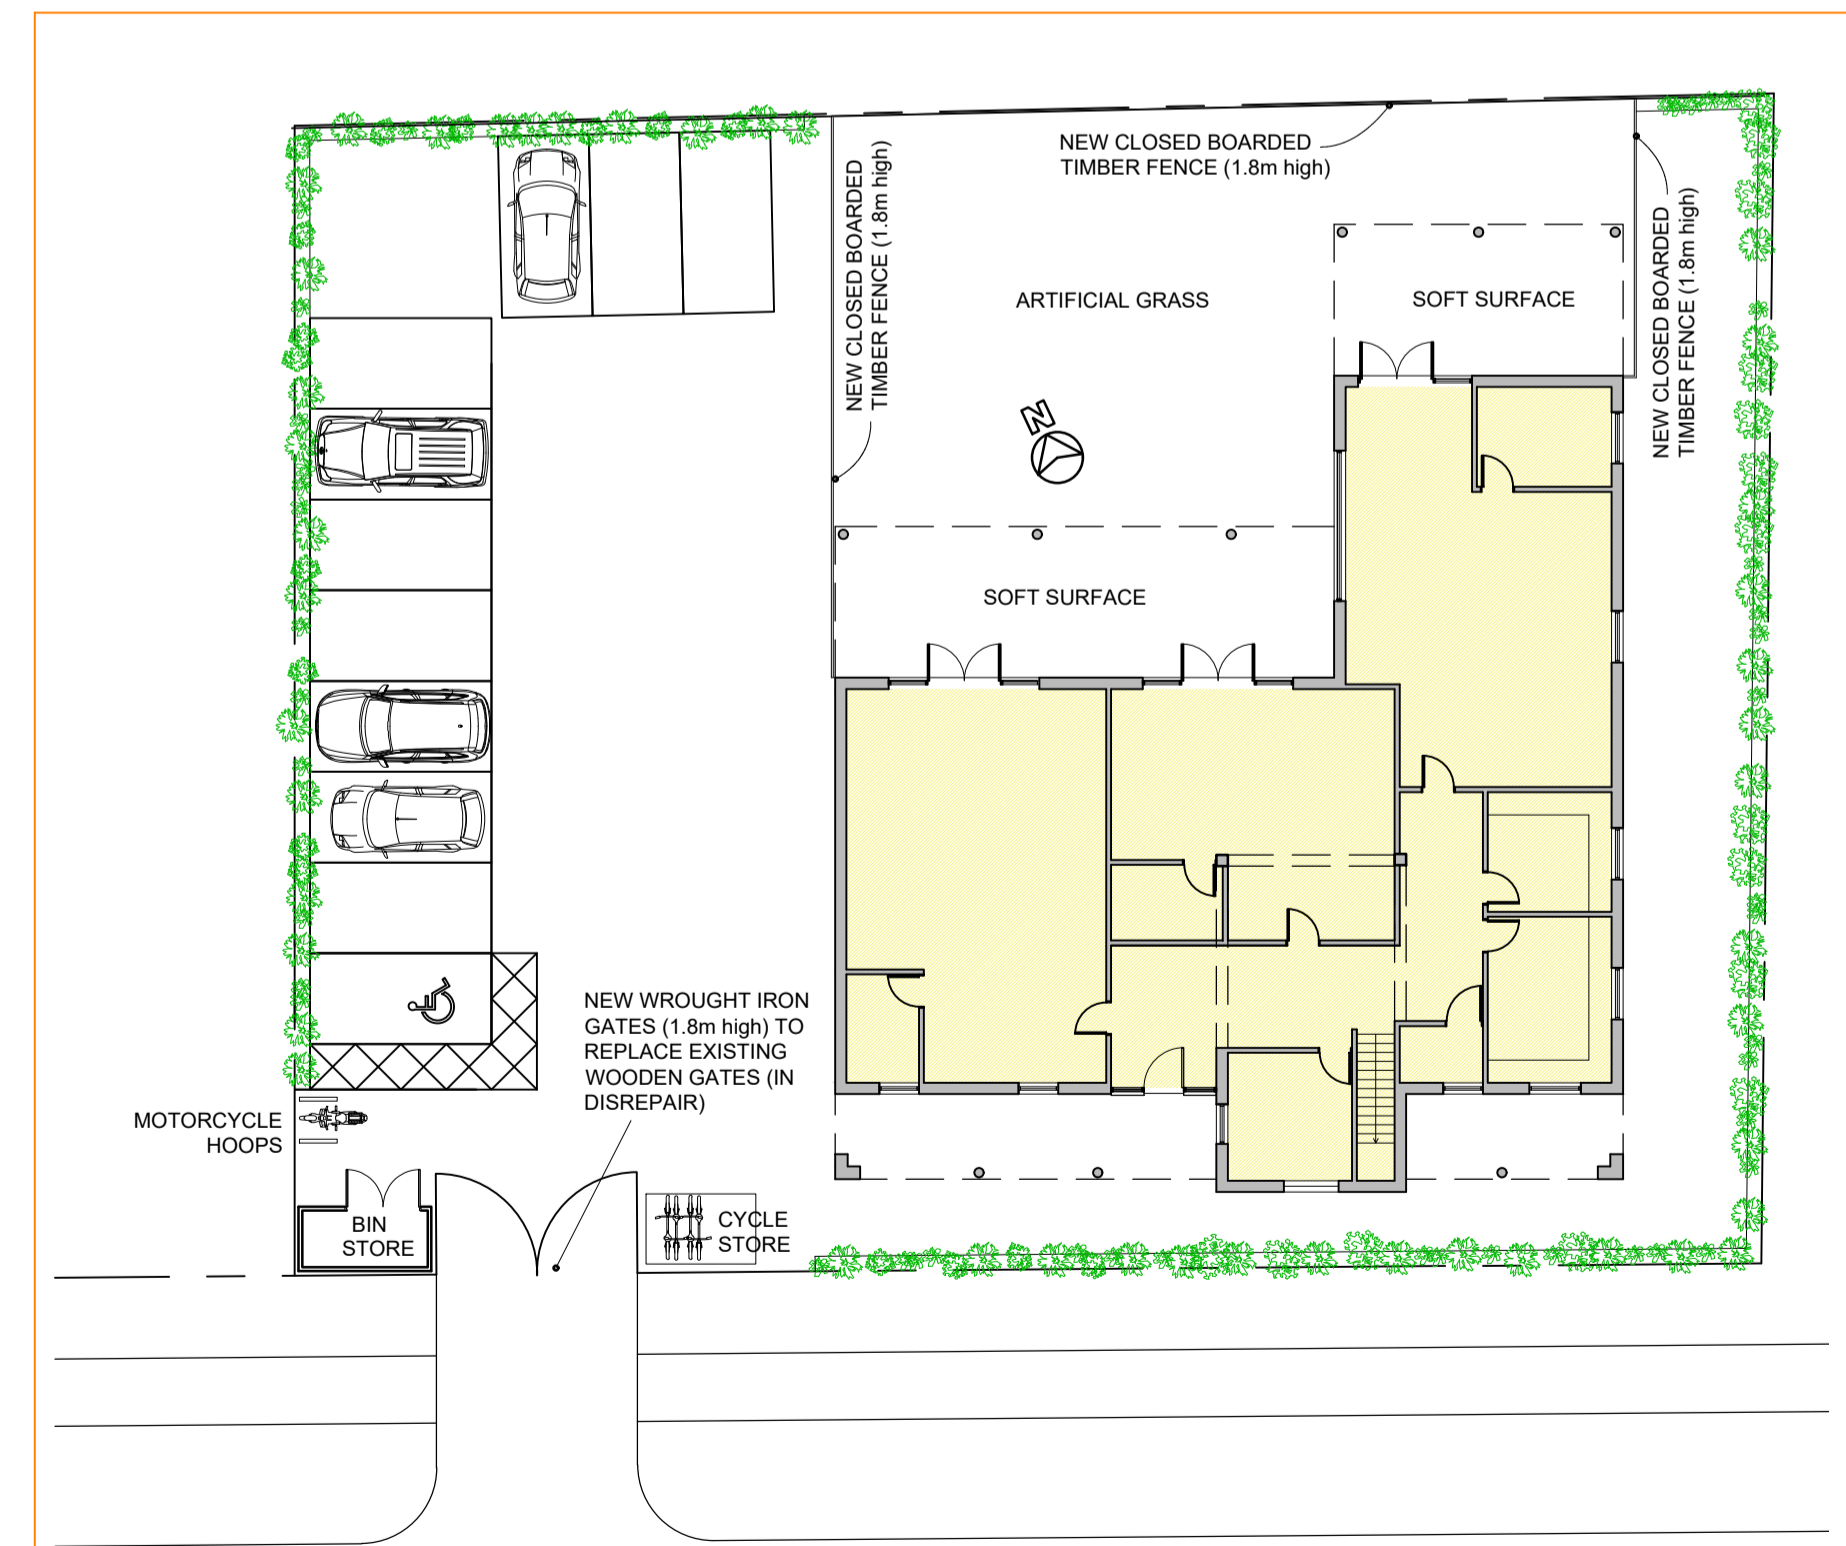 NEW CLOSED BOARDED
TIMBER FENCE (1.8m high)
NEW CLOSED BOARDED
TIMBER FENCE (1.8m high)
NEW CLOSED BOARDED
TIMBER FENCE (1.8m high)
ARTIFICIAL GRASS
SOFT SURFACE
N
SOFT SURFACE
NEW WROUGHT IRON
GATES (1.8m high) TO
REPLACE EXISTING
WOODEN GATES (IN
DISREPAIR)
MOTORCYCLE
HOOPS
BIN
STORE
CYCLE
STORE